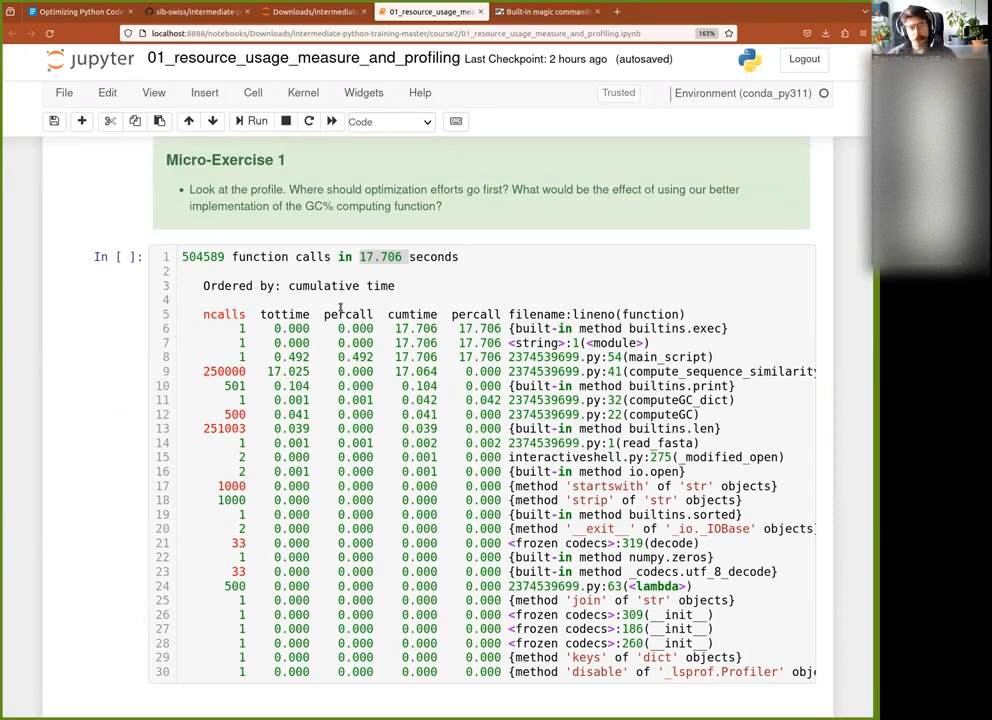 Optimizing Python Code
sib-swiss/intermediate-p
Downloads/intermediate
01_resource_usage_mea
Built-in magic command
localhost:8888/notebooks/Downloads/intermediate-python-training-master/course2/01_resource_usage_measure_and_profiling.ipynb
163%
jupyter
01_resource_usage_measure_and_profiling
Last Checkpoint: 2 hours ago (autosaved)
Logout
File Edit View Insert Cell Kernel Widgets Help
Trusted
Environment (conda_py311)
Run
Code
Micro-Exercise 1
Look at the profile. Where should optimization efforts go first? What would be the effect of using our better
implementation of the GC% computing function?
In [ ]:
1 504589 function calls in 17.706 seconds
2
3 Ordered by: cumulative time
4
5 ncalls tottime percall cumtime percall filename:lineno(function)
6 1 0.000 0.000 17.706 17.706 {built-in method builtins.exec}
7 1 0.000 0.000 17.706 17.706 <string>:1(<module>)
8 1 0.492 0.492 17.706 17.706 2374539699.py:54(main_script)
9 250000 17.025 0.000 17.064 0.000 2374539699.py:41(compute_sequence_similarity
10 501 0.104 0.000 0.104 0.000 {built-in method builtins.print}
11 1 0.001 0.001 0.042 0.042 2374539699.py:32(computeGC_dict)
12 500 0.041 0.000 0.041 0.000 2374539699.py:22(computeGC)
13 251003 0.039 0.000 0.039 0.000 {built-in method builtins.len}
14 1 0.001 0.001 0.002 0.002 2374539699.py:1(read_fasta)
15 2 0.000 0.000 0.001 0.000 interactiveshell.py:275(_modified_open)
16 2 0.001 0.000 0.001 0.000 {built-in method io.open}
17 1000 0.000 0.000 0.000 0.000 {method 'startswith' of 'str' objects}
18 1000 0.000 0.000 0.000 0.000 {method 'strip' of 'str' objects}
19 1 0.000 0.000 0.000 0.000 {built-in method builtins.sorted}
20 2 0.000 0.000 0.000 0.000 {method '__exit__' of '_io._IOBase' objects}
21 33 0.000 0.000 0.000 0.000 <frozen codecs>:319(decode)
22 1 0.000 0.000 0.000 0.000 {built-in method numpy.zeros}
23 33 0.000 0.000 0.000 0.000 {built-in method _codecs.utf_8_decode}
24 500 0.000 0.000 0.000 0.000 2374539699.py:63(<lambda>)
25 1 0.000 0.000 0.000 0.000 {method 'join' of 'str' objects}
26 1 0.000 0.000 0.000 0.000 <frozen codecs>:309(__init__)
27 1 0.000 0.000 0.000 0.000 <frozen codecs>:186(__init__)
28 1 0.000 0.000 0.000 0.000 <frozen codecs>:260(__init__)
29 1 0.000 0.000 0.000 0.000 {method 'keys' of 'dict' objects}
30 1 0.000 0.000 0.000 0.000 {method 'disable' of '_lsprof.Profiler' obje